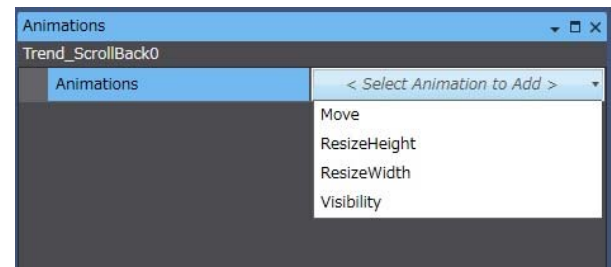 Animations
Trend_ScrollBack0
Animations
< Select Animation to Add >
Move
ResizeHeight
ResizeWidth
Visibility